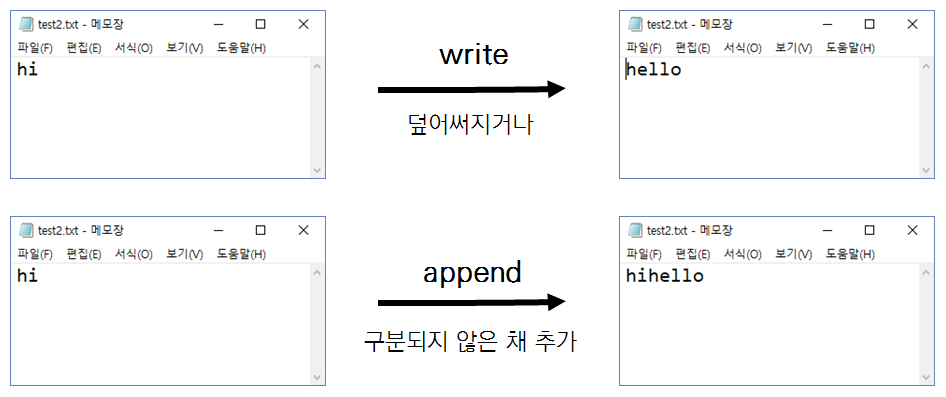 test2.txt - 메모장
파일(F) 편집(E) 서식(O) 보기(V) 도움말(H)
hi
write
덮어써지거나
test2.txt - 메모장
파일(F) 편집(E) 서식(O) 보기(V) 도움말(H)
hello
test2.txt - 메모장
파일(F) 편집(E) 서식(O) 보기(V) 도움말(H)
hi
append
구분되지 않은 채 추가
test2.txt - 메모장
파일(F) 편집(E) 서식(O) 보기(V) 도움말(H)
hihello